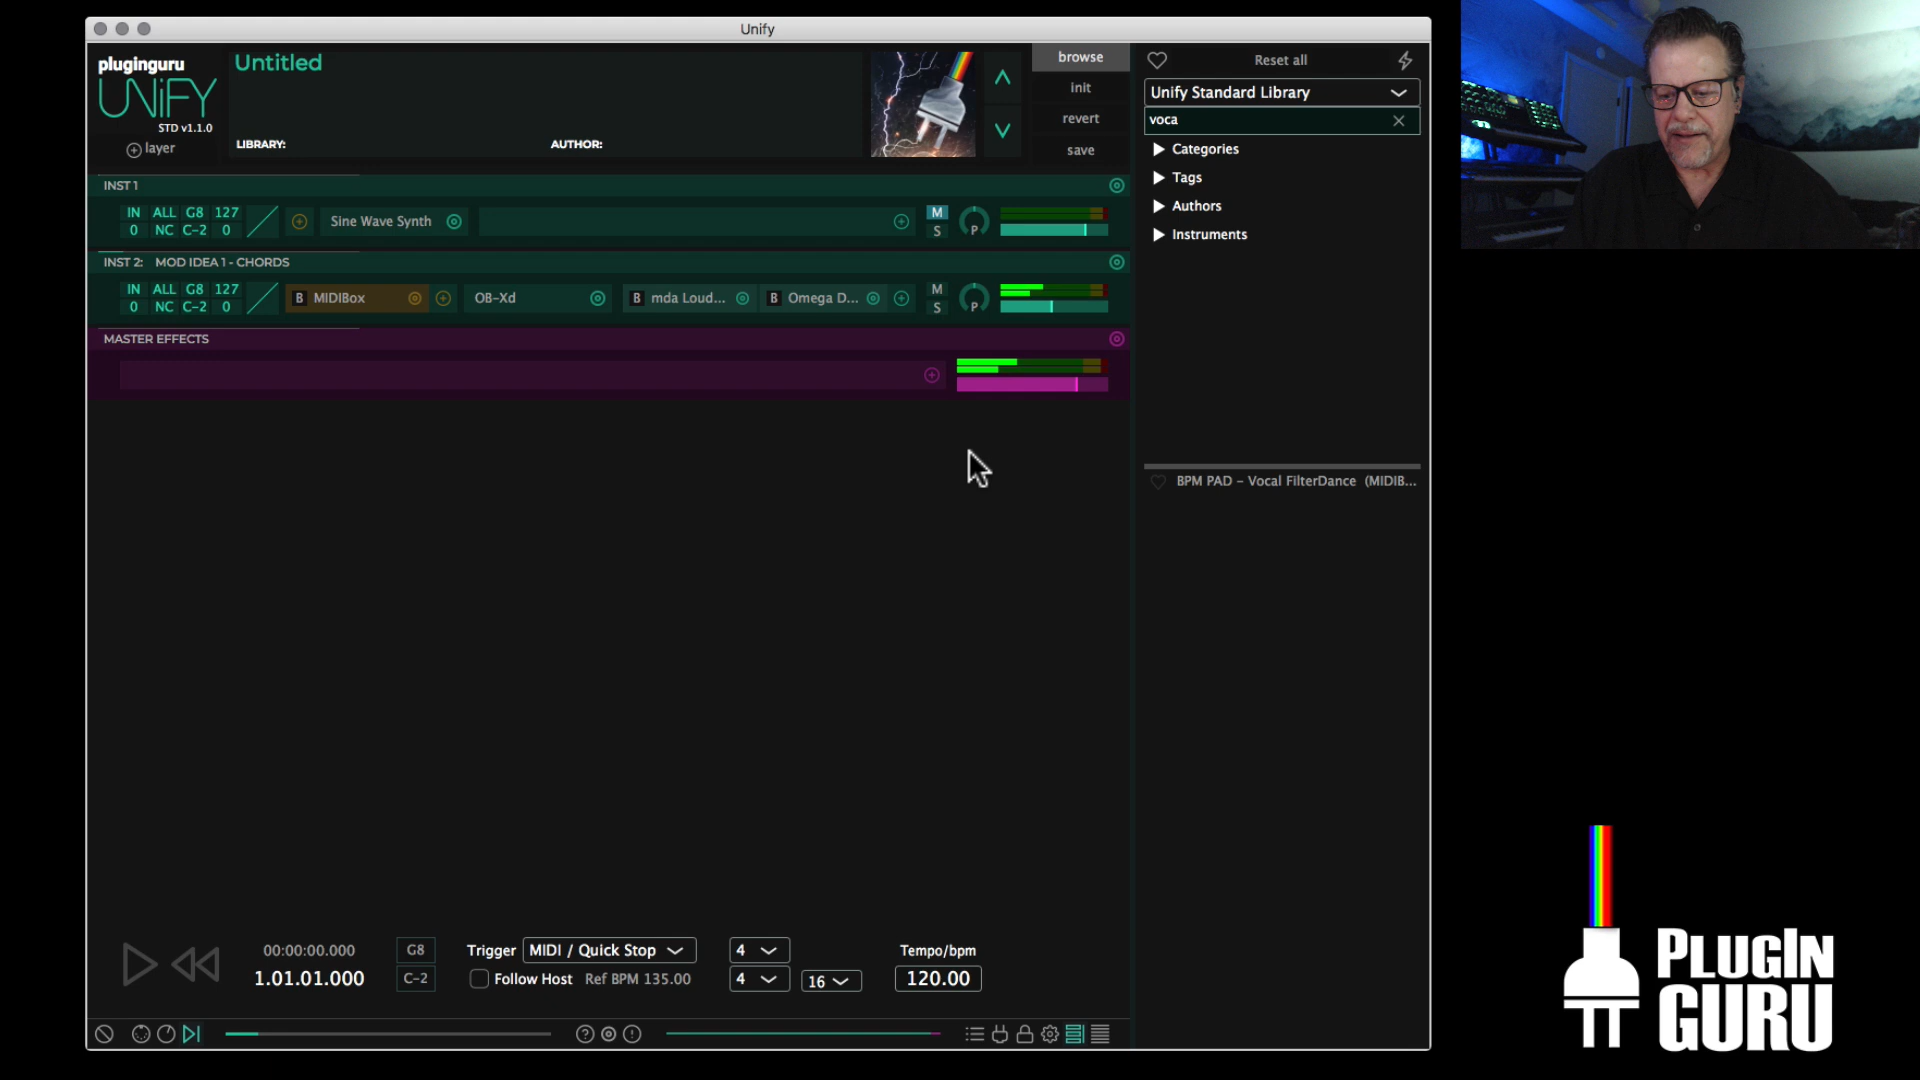 Unify
pluginguru
UNiFY
STD v1.1.0
layer
Untitled
LIBRARY:
AUTHOR:
browse
init
revert
save
Reset all
Unify Standard Library
voca
Categories
Tags
Authors
Instruments
BPM PAD – Vocal FilterDance (MIDIB...
INST 1
IN ALL G8 127
0 NC C-2 0
Sine Wave Synth
M
S
P
INST 2: MOD IDEA 1 - CHORDS
IN ALL G8 127
0 NC C-2 0
B MIDIBox
OB-Xd
B mda Loud...
B Omega D...
M
S
P
MASTER EFFECTS
00:00:00.000
1.01.01.000
G8
C-2
Trigger MIDI / Quick Stop
Follow Host Ref BPM 135.00
4
4
16
Tempo/bpm
120.00
PLUGIN
GURU